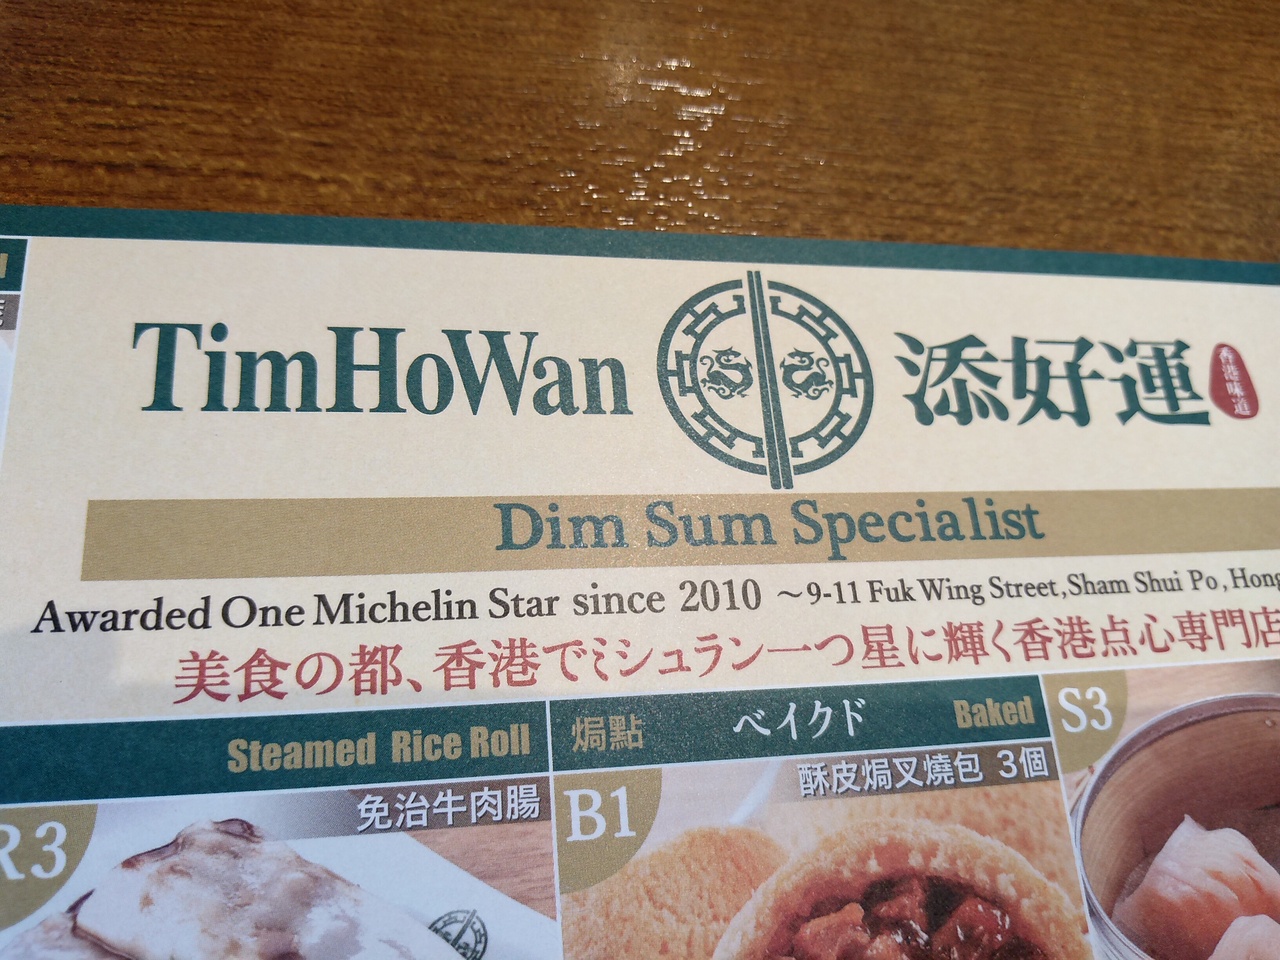 TimHoWan 添好運 香港味道
Dim Sum Specialist
Awarded One Michelin Star since 2010 ～9-11 Fuk Wing Street, Sham Shui Po, Hong
美食の都、香港でミシュラン一つ星に輝く香港点心専門店
Steamed Rice Roll
焗點 ベイクド Baked
S3
R3
免治牛肉腸
B1
酥皮焗叉燒包 3個